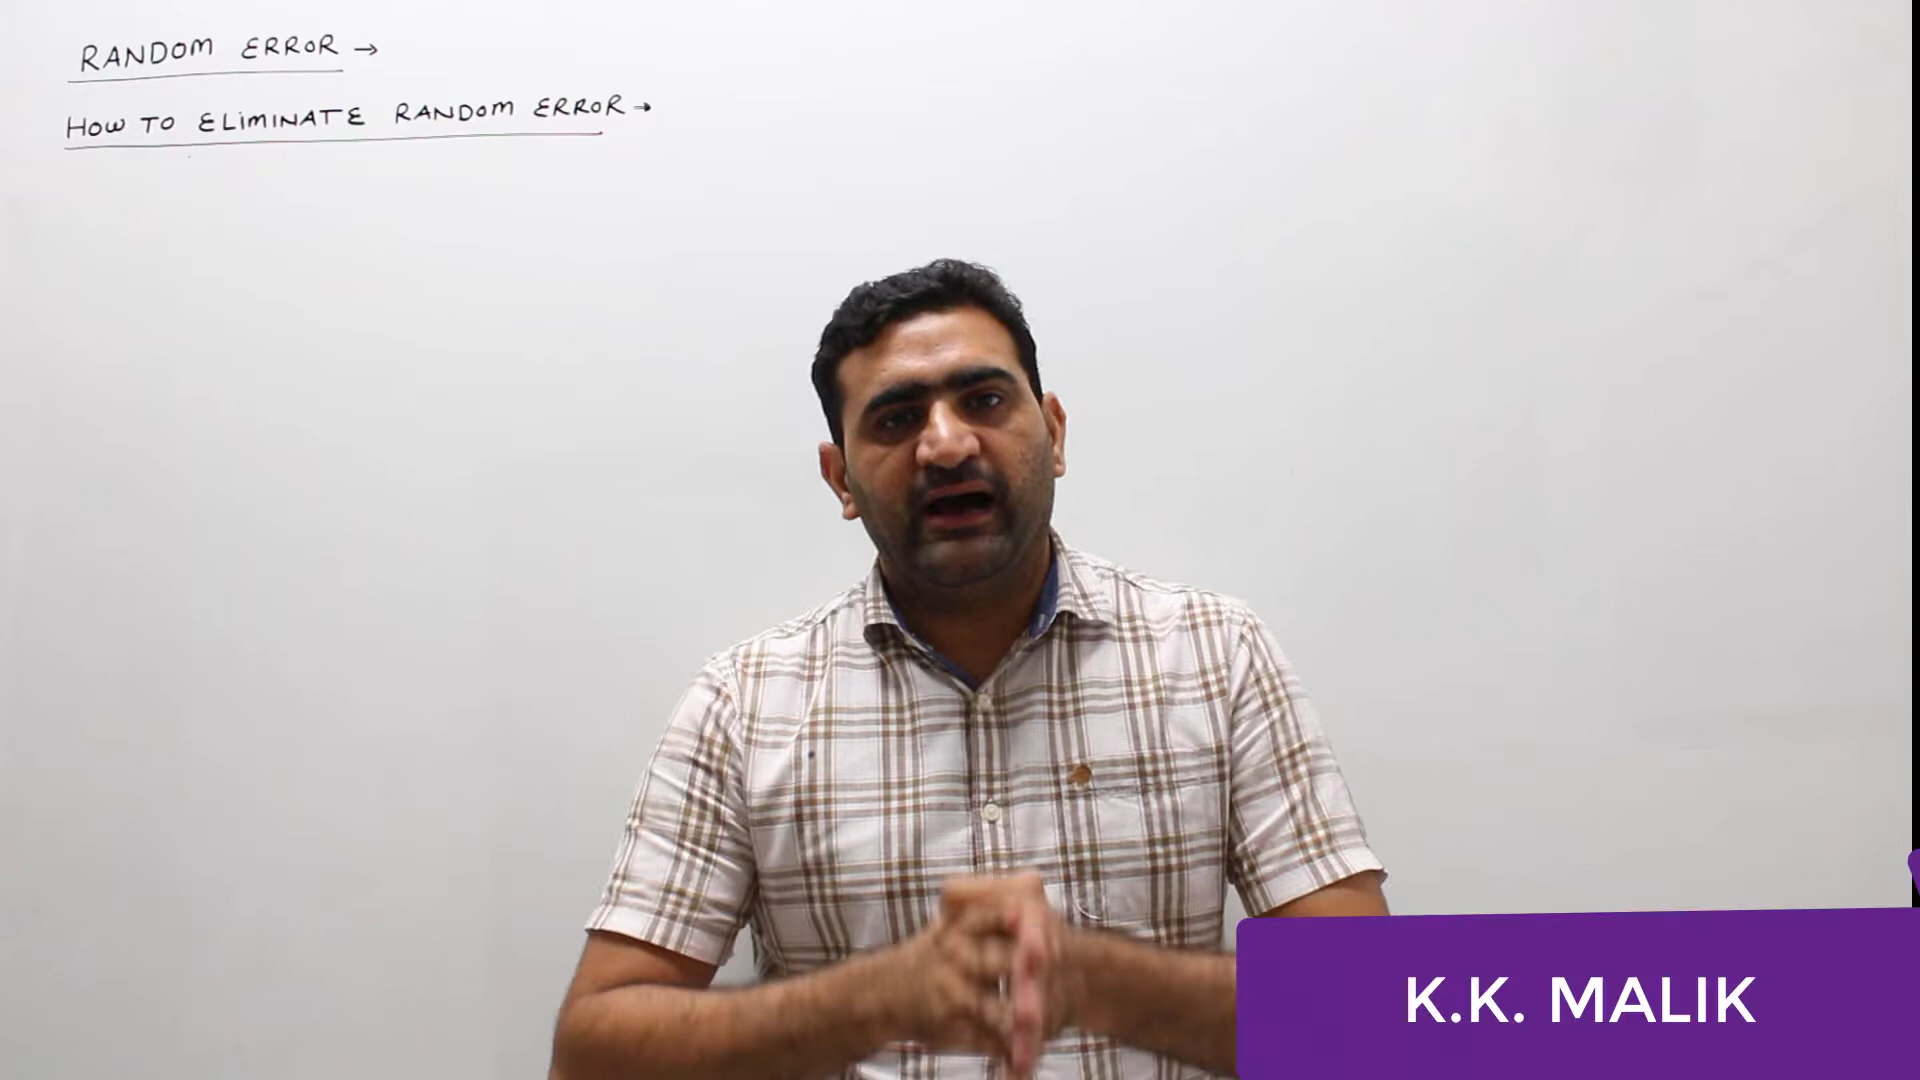 RANDOM ERROR →
HOW TO ELIMINATE RANDOM ERROR →
K.K. MALIK